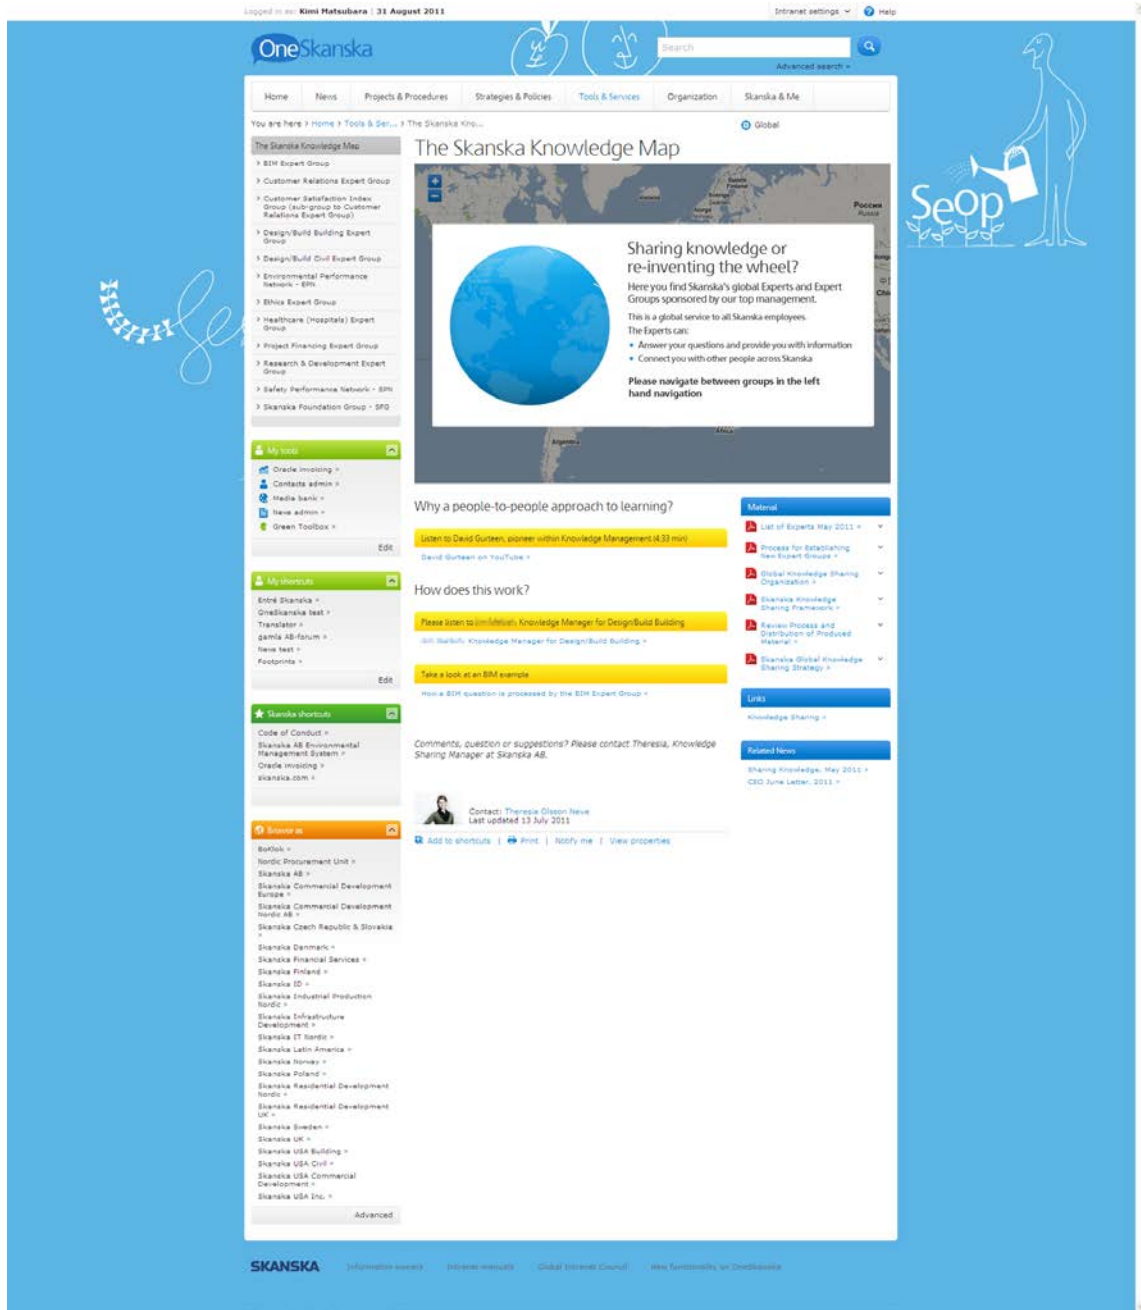 Logged in as: Kimi Matsubara | 31 August 2011
Intranet settings
Help
OneSkanska
Search
Advanced search »
Home
News
Projects & Procedures
Strategies & Policies
Tools & Services
Organization
Skanska & Me
You are here > Home > Tools & Ser... > The Skanska Kno...
Global
The Skanska Knowledge Map
> BIM Expert Group
> Customer Relations Expert Group
> Customer Satisfaction Index
Group (sub-group to Customer
Relations Expert Group)
> Design/Build Building Expert
Group
> Design/Build Civil Expert Group
> Environmental Performance
Network - EPN
> Ethics Expert Group
> Healthcare (Hospitals) Expert
Group
> Project Financing Expert Group
> Research & Development Expert
Group
> Safety Performance Network - SPN
> Skanska Foundation Group - SFG
My tools
Oracle invoicing »
Contacts admin »
Media bank »
News admin »
Green Toolbox »
Edit
My shortcuts
Entré Skanska »
OneSkanska test »
Translator »
gamla AB-forum »
News test »
Footprints »
Edit
Skanska shortcuts
Code of Conduct »
Skanska AB Environmental
Management System »
Oracle invoicing »
skanska.com »
Browse as
BoKlok »
Nordic Procurement Unit »
Skanska AB »
Skanska Commercial Development
Europe »
Skanska Commercial Development
Nordic AB »
Skanska Czech Republic & Slovakia
»
Skanska Denmark »
Skanska Financial Services »
Skanska Finland »
Skanska ID »
Skanska Industrial Production
Nordic »
Skanska Infrastructure
Development »
Skanska IT Nordic »
Skanska Latin America »
Skanska Norway »
Skanska Poland »
Skanska Residential Development
Nordic »
Skanska Residential Development
UK »
Skanska Sweden »
Skanska UK »
Skanska USA Building »
Skanska USA Civil »
Skanska USA Commercial
Development »
Skanska USA Inc. »
Advanced
The Skanska Knowledge Map
Sverige
Norge
Россия
Russia
Argentina
Sharing knowledge or
re-inventing the wheel?
Here you find Skanska's global Experts and Expert
Groups sponsored by our top management.
This is a global service to all Skanska employees.
The Experts can:
• Answer your questions and provide you with information
• Connect you with other people across Skanska
Please navigate between groups in the left
hand navigation
Why a people-to-people approach to learning?
Listen to David Gurteen, pioneer within Knowledge Management (4:33 min)
David Gurteen on YouTube »
How does this work?
Please listen to Knowledge Manager for Design/Build Building
Knowledge Manager for Design/Build Building »
Take a look at an BIM example
How a BIM question is processed by the BIM Expert Group »
Comments, question or suggestions? Please contact Theresia, Knowledge
Sharing Manager at Skanska AB.
Contact: Theresia Olsson Neve
Last updated 13 July 2011
Add to shortcuts | Print | Notify me | View properties
Material
List of Experts May 2011 »
Process for Establishing
New Expert Groups »
Global Knowledge Sharing
Organization »
Skanska Knowledge
Sharing Framework »
Review Process and
Distribution of Produced
Material »
Skanska Global Knowledge
Sharing Strategy »
Links
Knowledge Sharing »
Related News
Sharing Knowledge, May 2011 »
CEO June Letter, 2011 »
SeOP
SKANSKA
Information owners
Intranet manuals
Global Intranet Council
New functionality on OneSkanska